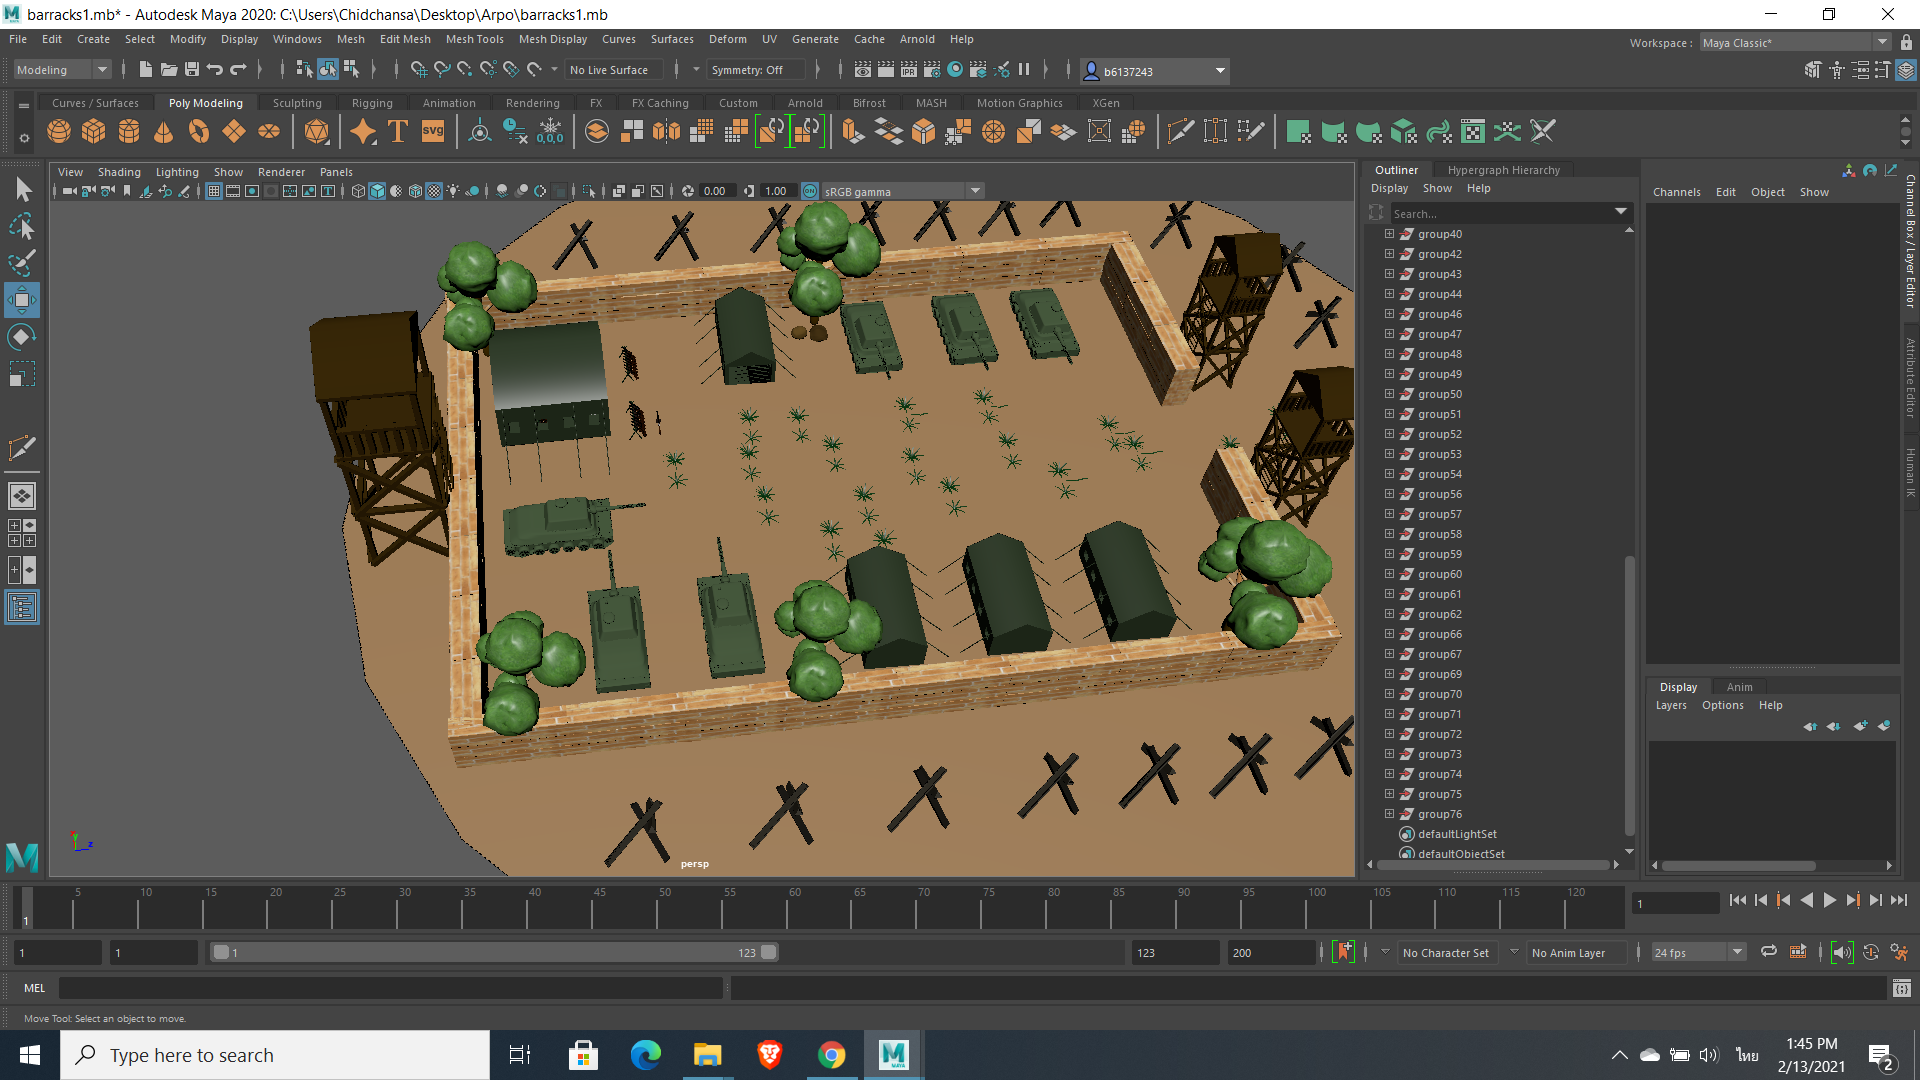 barracks1.mb* - Autodesk Maya 2020: C:\Users\Chidchansa\Desktop\Arpo\barracks1.mb
File Edit Create Select Modify Display Windows Mesh Edit Mesh Mesh Tools Mesh Display Curves Surfaces Deform UV Generate Cache Arnold Help
Workspace : Maya Classic*
Modeling No Live Surface Symmetry: Off b6137243
Curves / Surfaces Poly Modeling Sculpting Rigging Animation Rendering FX FX Caching Custom Arnold Bifrost MASH Motion Graphics XGen
T SVG 0,0,0
View Shading Lighting Show Renderer Panels
0.00 1.00 ON sRGB gamma
persp
Outliner Hypergraph Hierarchy
Display Show Help
Search...
group40
group42
group43
group44
group46
group47
group48
group49
group50
group51
group52
group53
group54
group56
group57
group58
group59
group60
group61
group62
group66
group67
group69
group70
group71
group72
group73
group74
group75
group76
defaultLightSet
defaultObjectSet
Channels Edit Object Show
Channel Box / Layer Editor
Attribute Editor
Human IK
Display Anim
Layers Options Help
5 10 15 20 25 30 35 40 45 50 55 60 65 70 75 80 85 90 95 100 105 110 115 120
1
1
1 1 1 123 123 200 No Character Set No Anim Layer 24 fps
MEL
Move Tool: Select an object to move.
Type here to search
ไทย
1:45 PM
2/13/2021
2